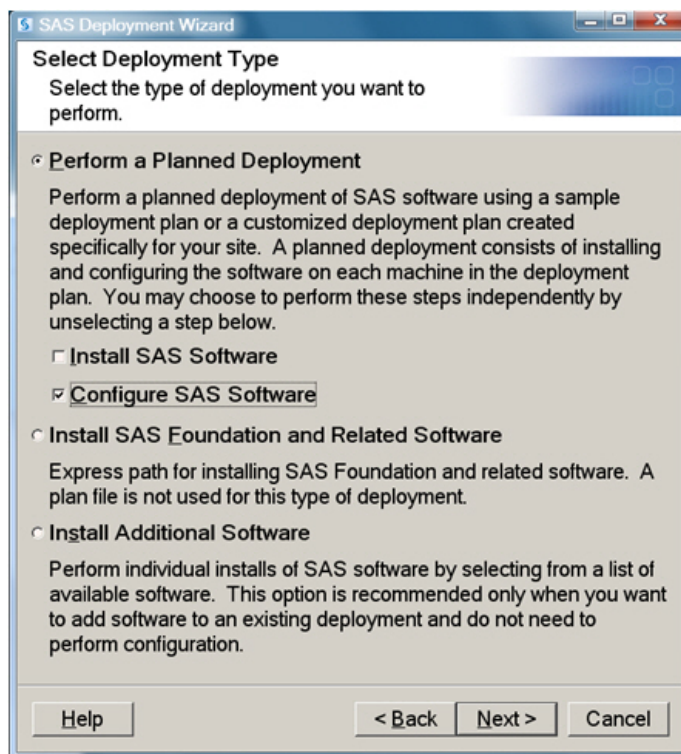 SAS Deployment Wizard
Select Deployment Type
Select the type of deployment you want to
perform.
Perform a Planned Deployment
Perform a planned deployment of SAS software using a sample
deployment plan or a customized deployment plan created
specifically for your site. A planned deployment consists of installing
and configuring the software on each machine in the deployment
plan. You may choose to perform these steps independently by
unselecting a step below.
Install SAS Software
Configure SAS Software
Install SAS Foundation and Related Software
Express path for installing SAS Foundation and related software. A
plan file is not used for this type of deployment.
Install Additional Software
Perform individual installs of SAS software by selecting from a list of
available software. This option is recommended only when you want
to add software to an existing deployment and do not need to
perform configuration.
Help < Back Next > Cancel